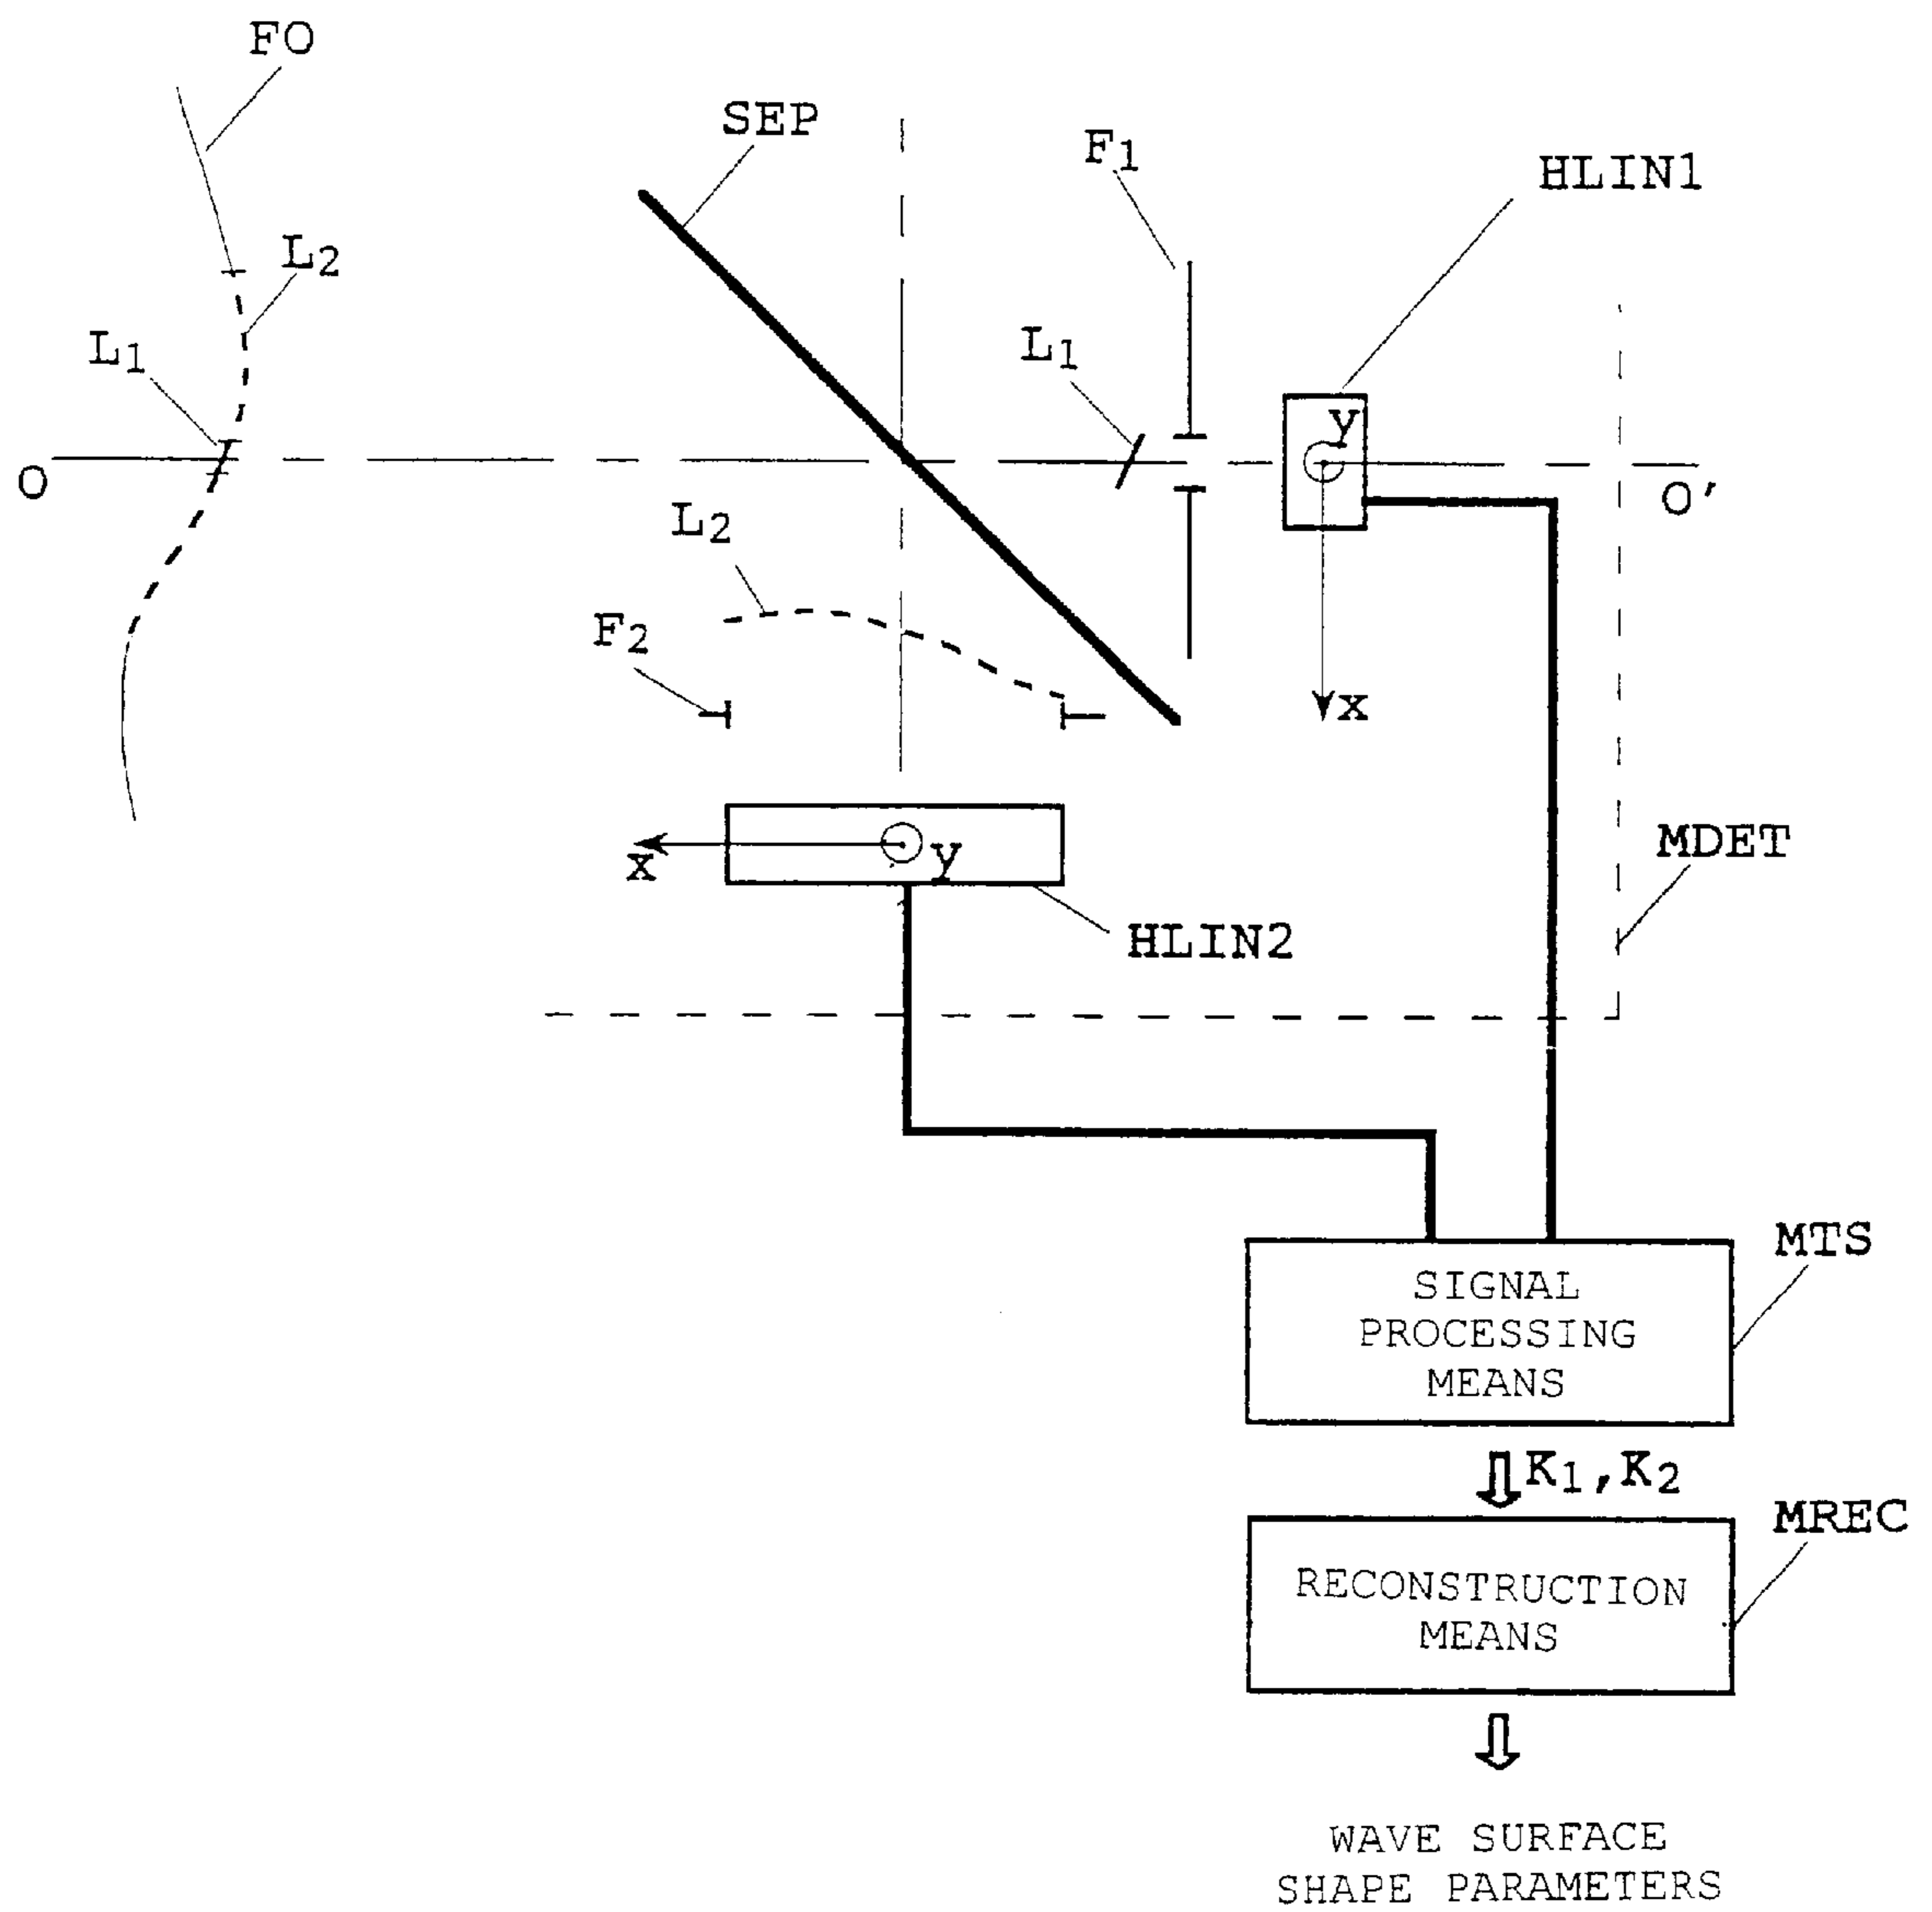 FO
SEP
F1
HLIN1
L2
L1
L1
y
O
O'
L2
F2
x
x
y
MDET
HLIN2
MTS
SIGNAL
PROCESSING
MEANS
K1,K2
MREC
RECONSTRUCTION
MEANS
WAVE SURFACE
SHAPE PARAMETERS